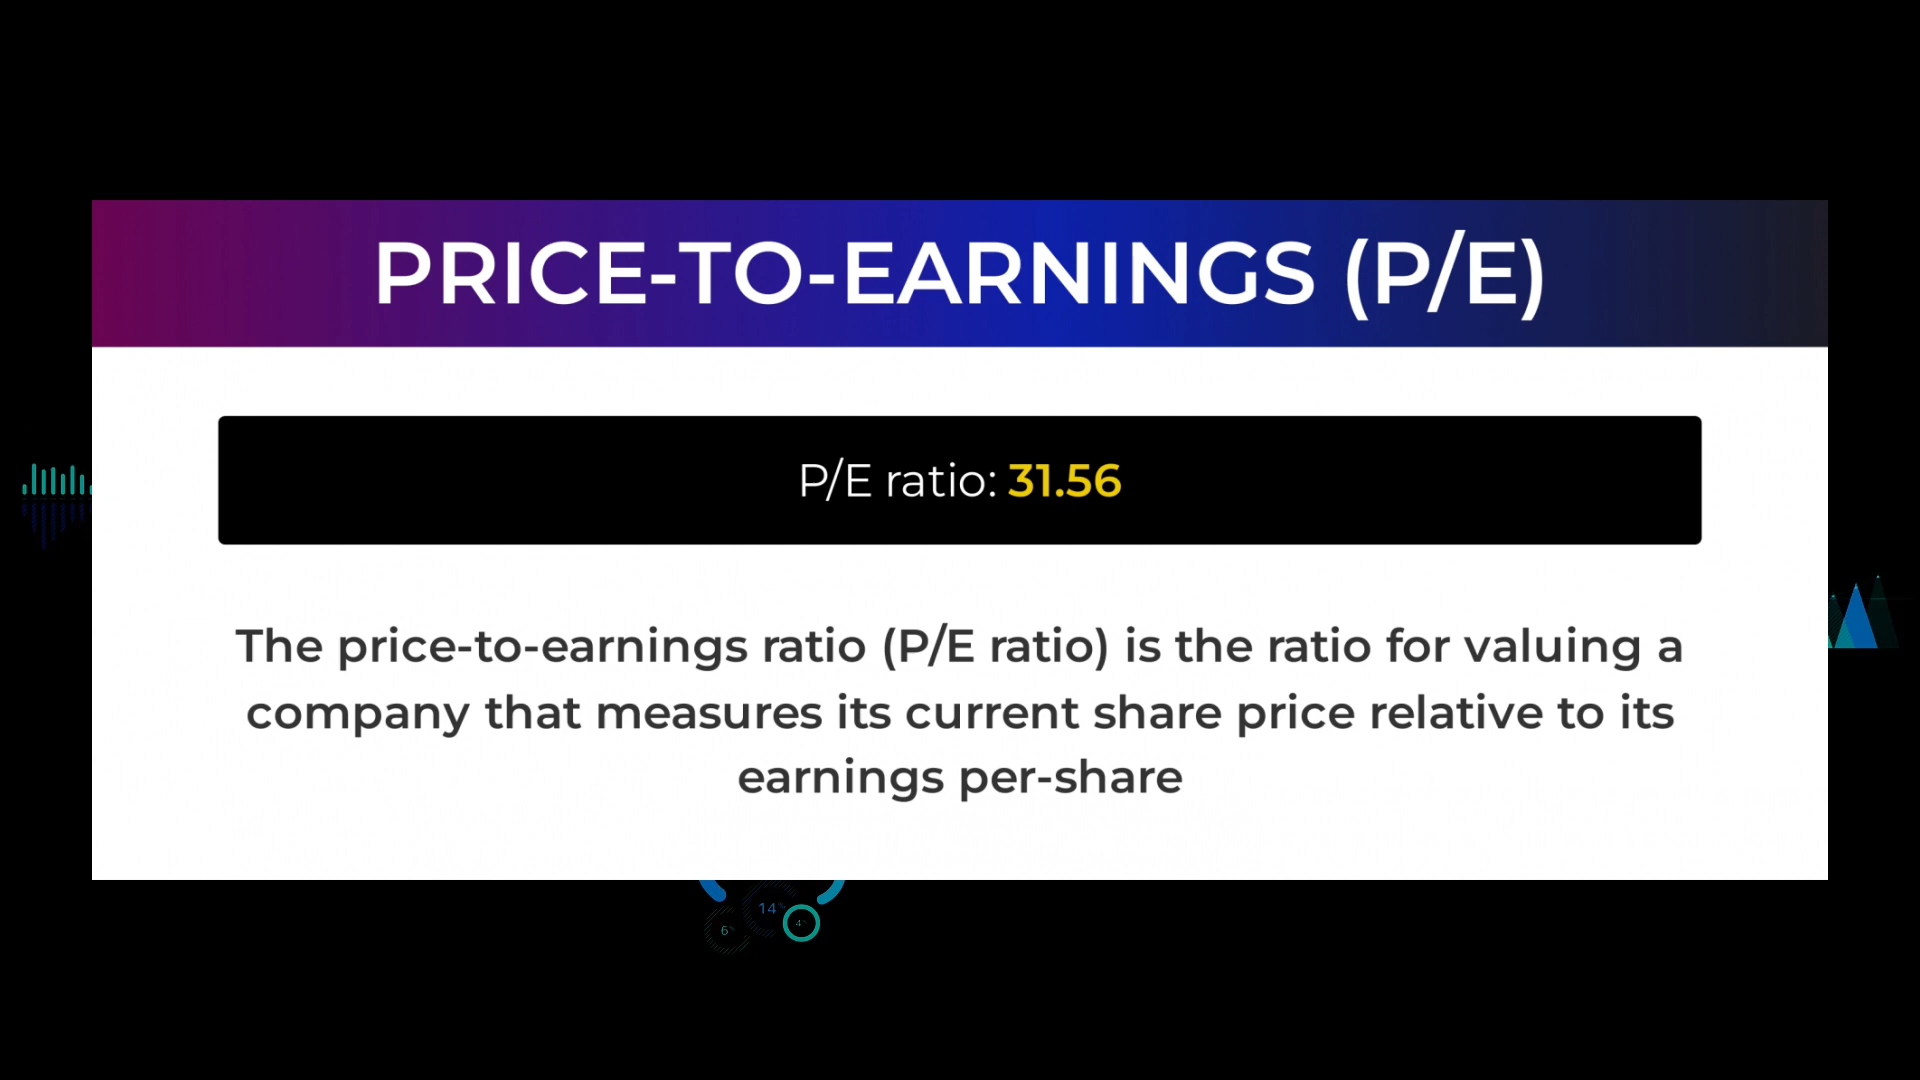 PRICE-TO-EARNINGS (P/E)
P/E ratio: 31.56
The price-to-earnings ratio (P/E ratio) is the ratio for valuing a
company that measures its current share price relative to its
earnings per-share
14%
6%
4%